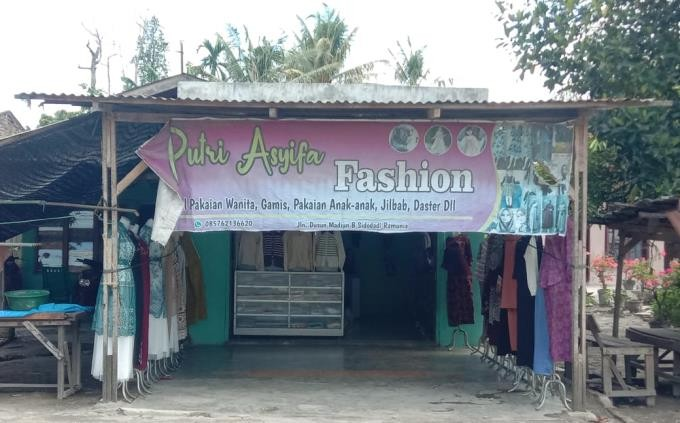 Putri Asyifa
Fashion
l Pakaian Wanita, Gamis, Pakaian Anak-anak, Jilbab, Daster Dll
085762136620 Jln. Dusun Madiun B Sidodadi Ramunia